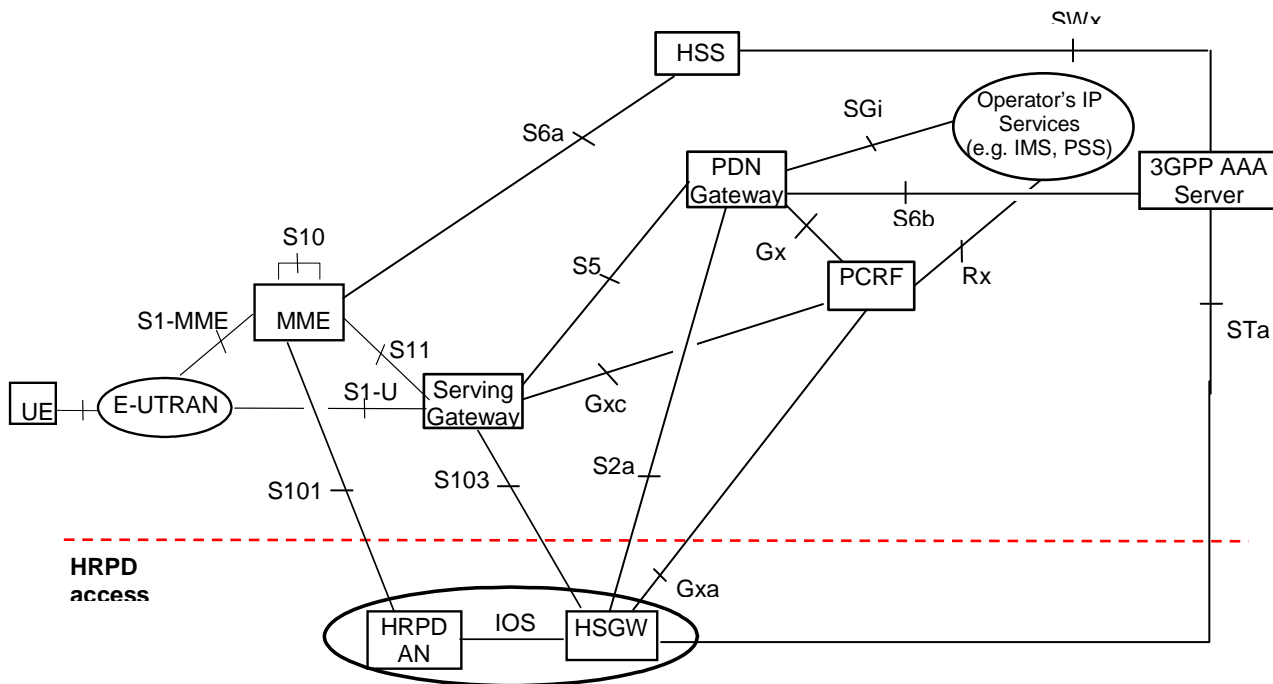 SWx
HSS
Operator's IP
Services
(e.g. IMS, PSS)
SGi
S6a
PDN
Gateway
3GPP AAA
Server
S6b
S10
Gx
S5
PCRF
Rx
S1-MME
MME
STa
S11
S1-U
Serving
Gateway
UE
E-UTRAN
Gxc
S2a
S101
S103
HRPD
access
Gxa
IOS
HRPD
AN
HSGW